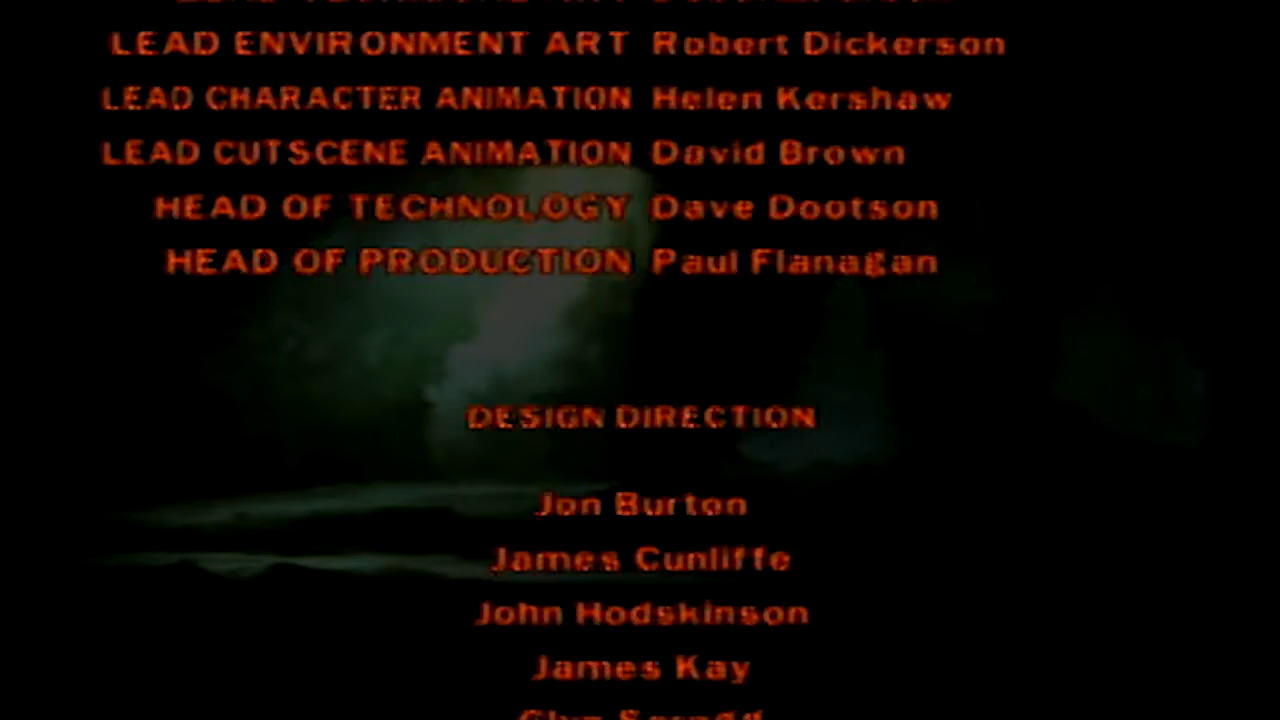 LEAD ENVIRONMENT ART Robert Dickerson
LEAD CHARACTER ANIMATION Helen Kershaw
LEAD CUTSCENE ANIMATION David Brown
HEAD OF TECHNOLOGY Dave Dootson
HEAD OF PRODUCTION Paul Flanagan
DESIGN DIRECTION
Jon Burton
James Cunliffe
John Hodskinson
James Kay